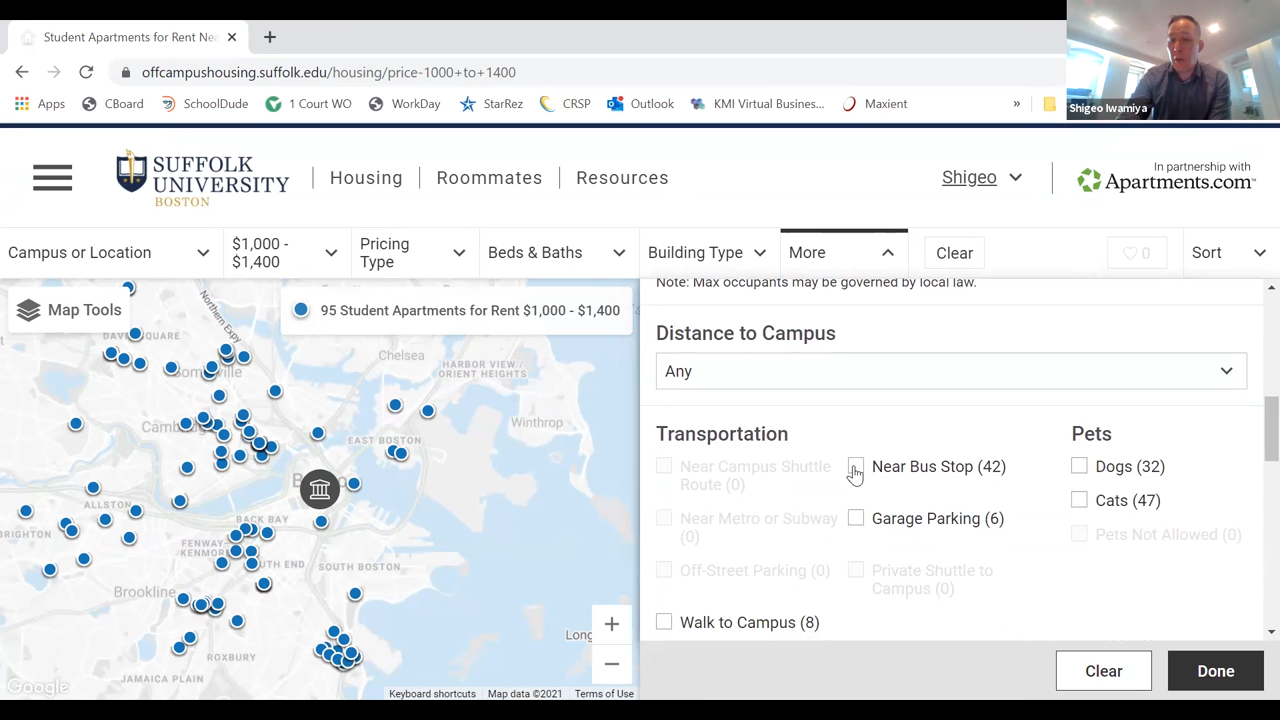 Student Apartments for Rent Ne
offcampushousing.suffolk.edu/housing/price-1000+to+1400
Apps
CBoard
SchoolDude
1 Court WO
WorkDay
StarRez
CRSP
Outlook
KMI Virtual Busines...
Maxient
»
Shigeo Iwamiya
SUFFOLK
UNIVERSITY
BOSTON
Housing
Roommates
Resources
Shigeo
In partnership with
Apartments.com™
Campus or Location
$1,000 -
$1,400
Pricing
Type
Beds & Baths
Building Type
More
Clear
0
Sort
Map Tools
95 Student Apartments for Rent $1,000 - $1,400
Northern Expy
Chelsea
HARBOR VIEW /
ORIENT HEIGHTS
Winthrop
EAST BOSTON
ALLSTON
BRIGHTON
BACK BAY
FENWAY-
KENMORE
SOUTH BOSTON
Brookline
Long
ROXBURY
JAMAICA PLAIN
+
−
Google
Keyboard shortcuts
Map data ©2021
Terms of Use
Note: Max occupants may be governed by local law.
Distance to Campus
Any
Transportation
Near Campus Shuttle
Route (0)
Near Bus Stop (42)
Near Metro or Subway
(0)
Garage Parking (6)
Off-Street Parking (0)
Private Shuttle to
Campus (0)
Walk to Campus (8)
Pets
Dogs (32)
Cats (47)
Pets Not Allowed (0)
Clear
Done